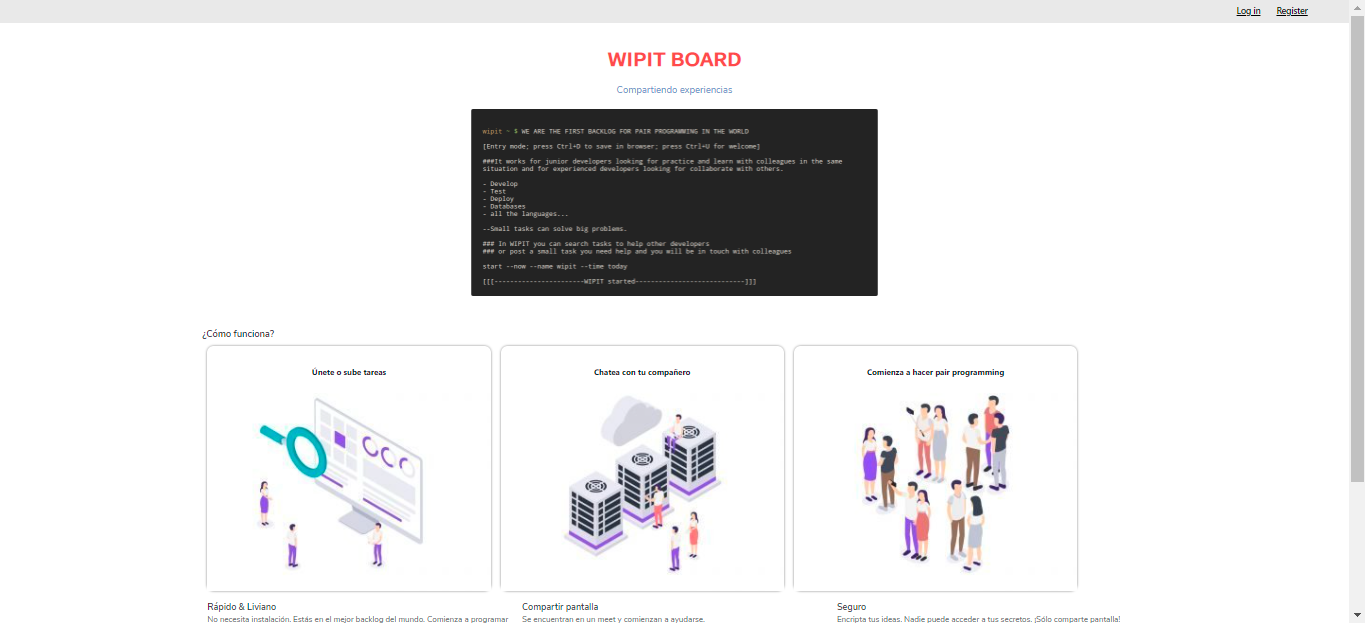 Log in Register
WIPIT BOARD
Compartiendo experiencias
wipit ~ $ WE ARE THE FIRST BACKLOG FOR PAIR PROGRAMMING IN THE WORLD
[Entry mode; press Ctrl+D to save in browser; press Ctrl+U for welcome]
###It works for junior developers looking for practice and learn with colleagues in the same
situation and for experienced developers looking for collaborate with others.
- Develop
- Test
- Deploy
- Databases
- all the languages...
--Small tasks can solve big problems.
### In WIPIT you can search tasks to help other developers
### or post a small task you need help and you will be in touch with colleagues
start --now --name wipit --time today
[[[-----------------------WIPIT started----------------------------]]]
¿Cómo funciona?
Únete o sube tareas
Chatea con tu compañero
Comienza a hacer pair programming
Rápido & Liviano
No necesita instalación. Estás en el mejor backlog del mundo. Comienza a programar
Compartir pantalla
Se encuentran en un meet y comienzan a ayudarse.
Seguro
Encripta tus ideas. Nadie puede acceder a tus secretos. ¡Sólo comparte pantalla!